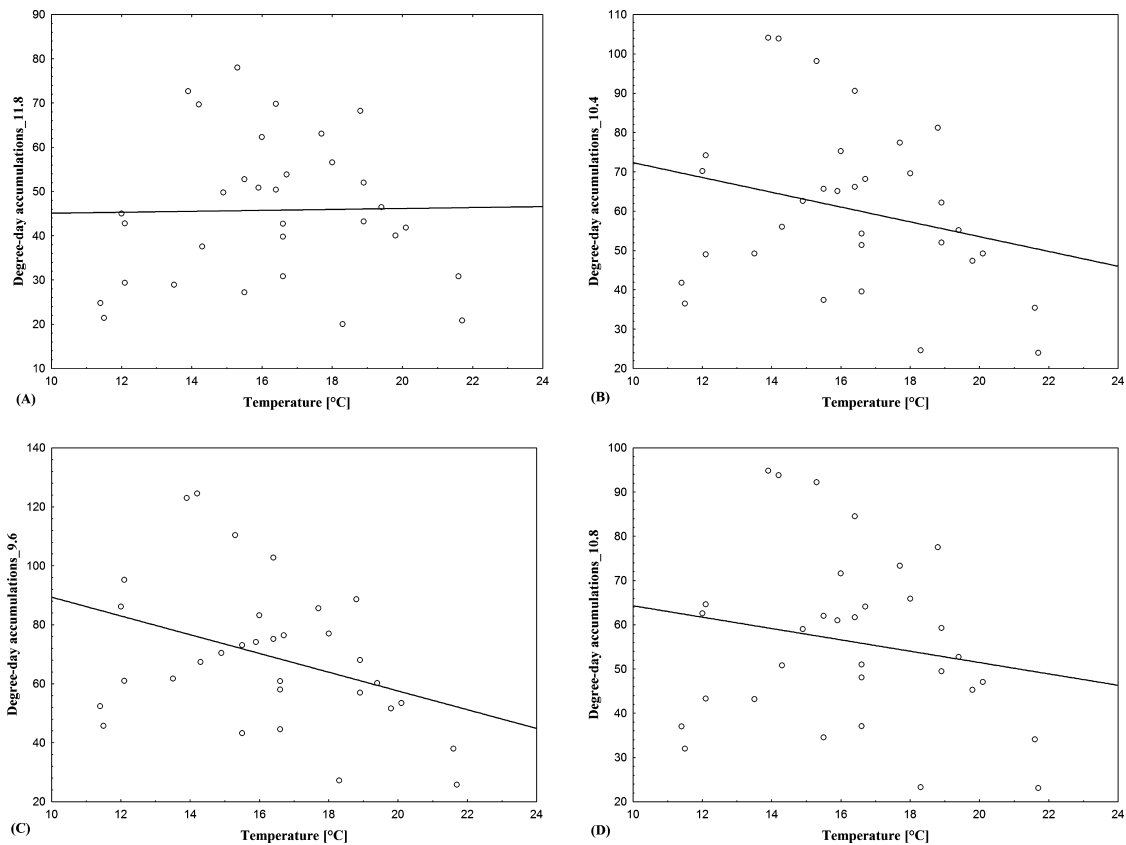 90
80
70
60
50
40
30
20
10
Degree-day accumulations_11.8
10 12 14 16 18 20 22 24
(A) Temperature [°C]
110
100
90
80
70
60
50
40
30
20
Degree-day accumulations_10.4
10 12 14 16 18 20 22 24
(B) Temperature [°C]
140
120
100
80
60
40
20
Degree-day accumulations_9.6
10 12 14 16 18 20 22 24
(C) Temperature [°C]
100
90
80
70
60
50
40
30
20
Degree-day accumulations_10.8
10 12 14 16 18 20 22 24
(D) Temperature [°C]